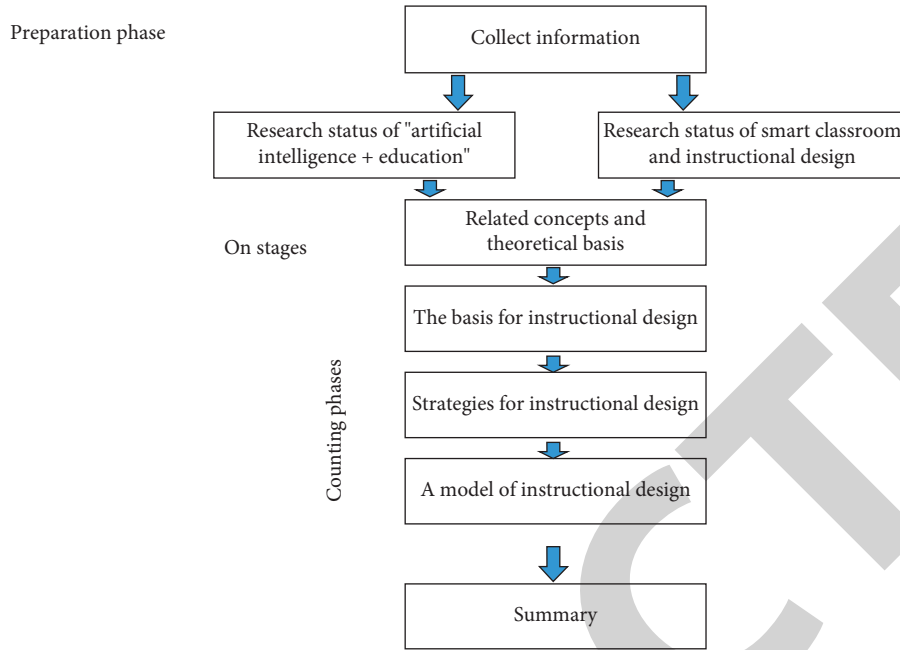 Preparation phase
Collect information
Research status of "artificial
intelligence + education"
Research status of smart classroom
and instructional design
On stages
Related concepts and
theoretical basis
The basis for instructional design
Counting phases
Strategies for instructional design
A model of instructional design
Summary
CT